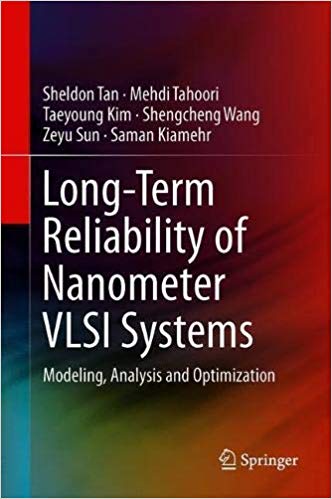 Sheldon Tan · Mehdi Tahoori
Taeyoung Kim · Shengcheng Wang
Zeyu Sun · Saman Kiamehr
Long-Term
Reliability of
Nanometer
VLSI Systems
Modeling, Analysis and Optimization
Springer